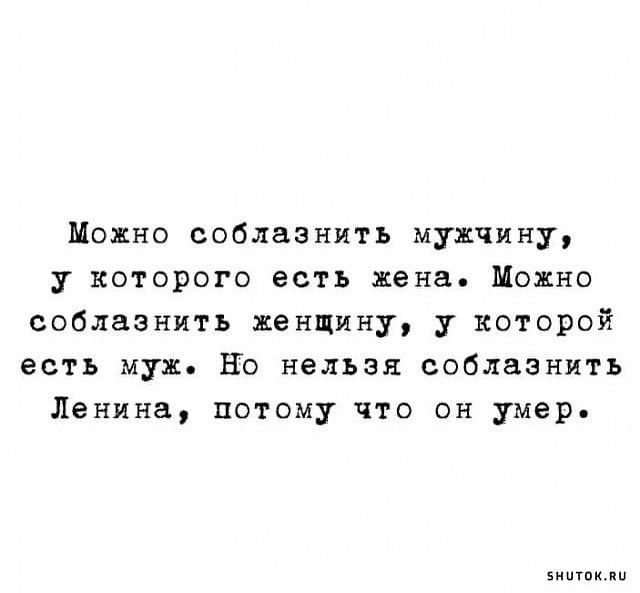 Можно соблазнить мужчину,
у которого есть жена. Можно
соблазнить женщину, у которой
есть муж. Но нельзя соблазнить
Ленина, потому что он умер.
SHUTOK.RU